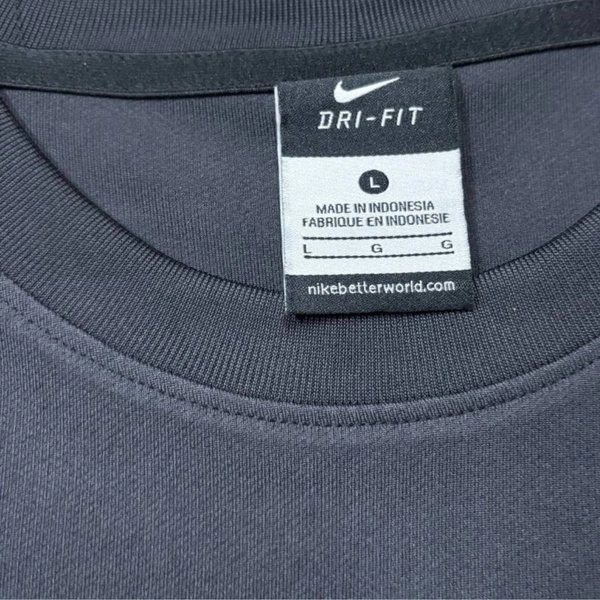 DRI-FIT
L
MADE IN INDONESIA
FABRIQUE EN INDONESIE
L G G
nikebetterworld.com